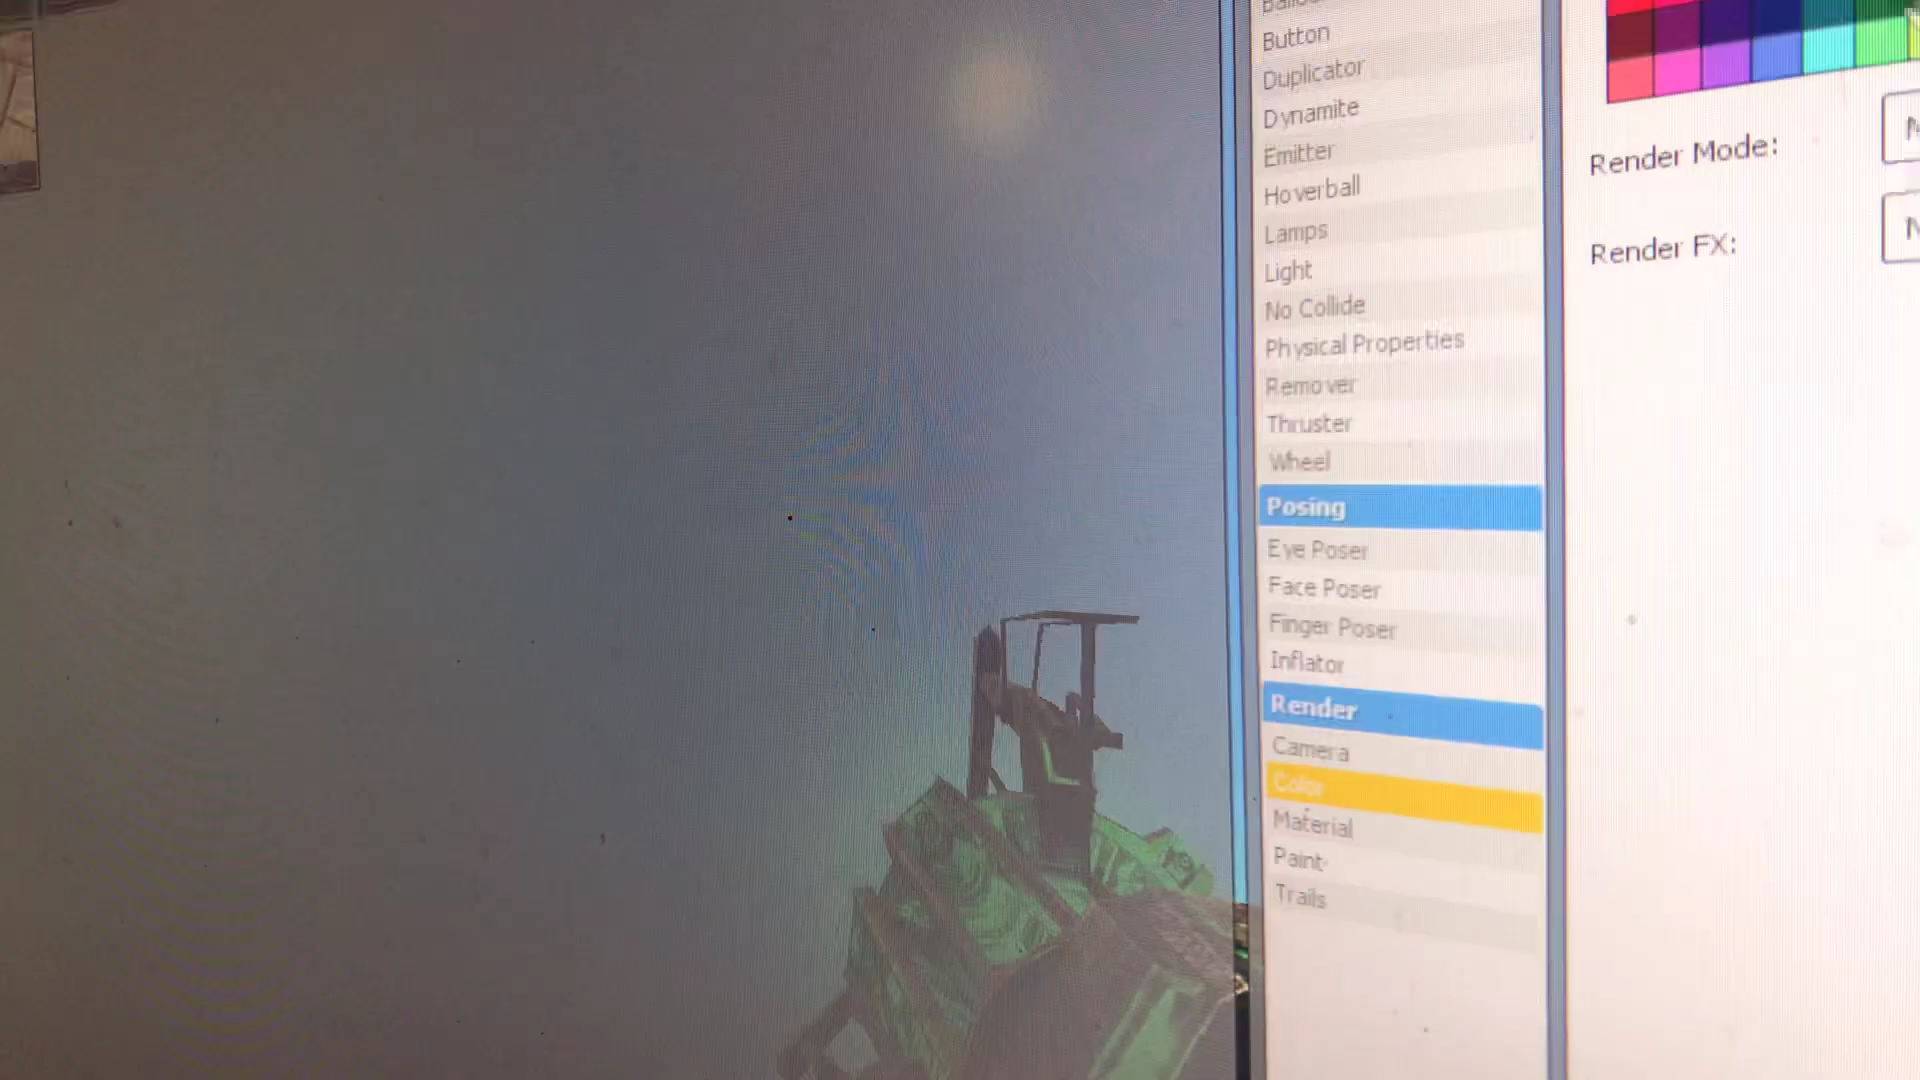 Button
Duplicator
Dynamite
Emitter
Hoverball
Lamps
Light
No Collide
Physical Properties
Remover
Thruster
Wheel
Posing
Eye Poser
Face Poser
Finger Poser
Inflator
Render
Camera
Color
Material
Paint
Trails
Render Mode:
Render FX: